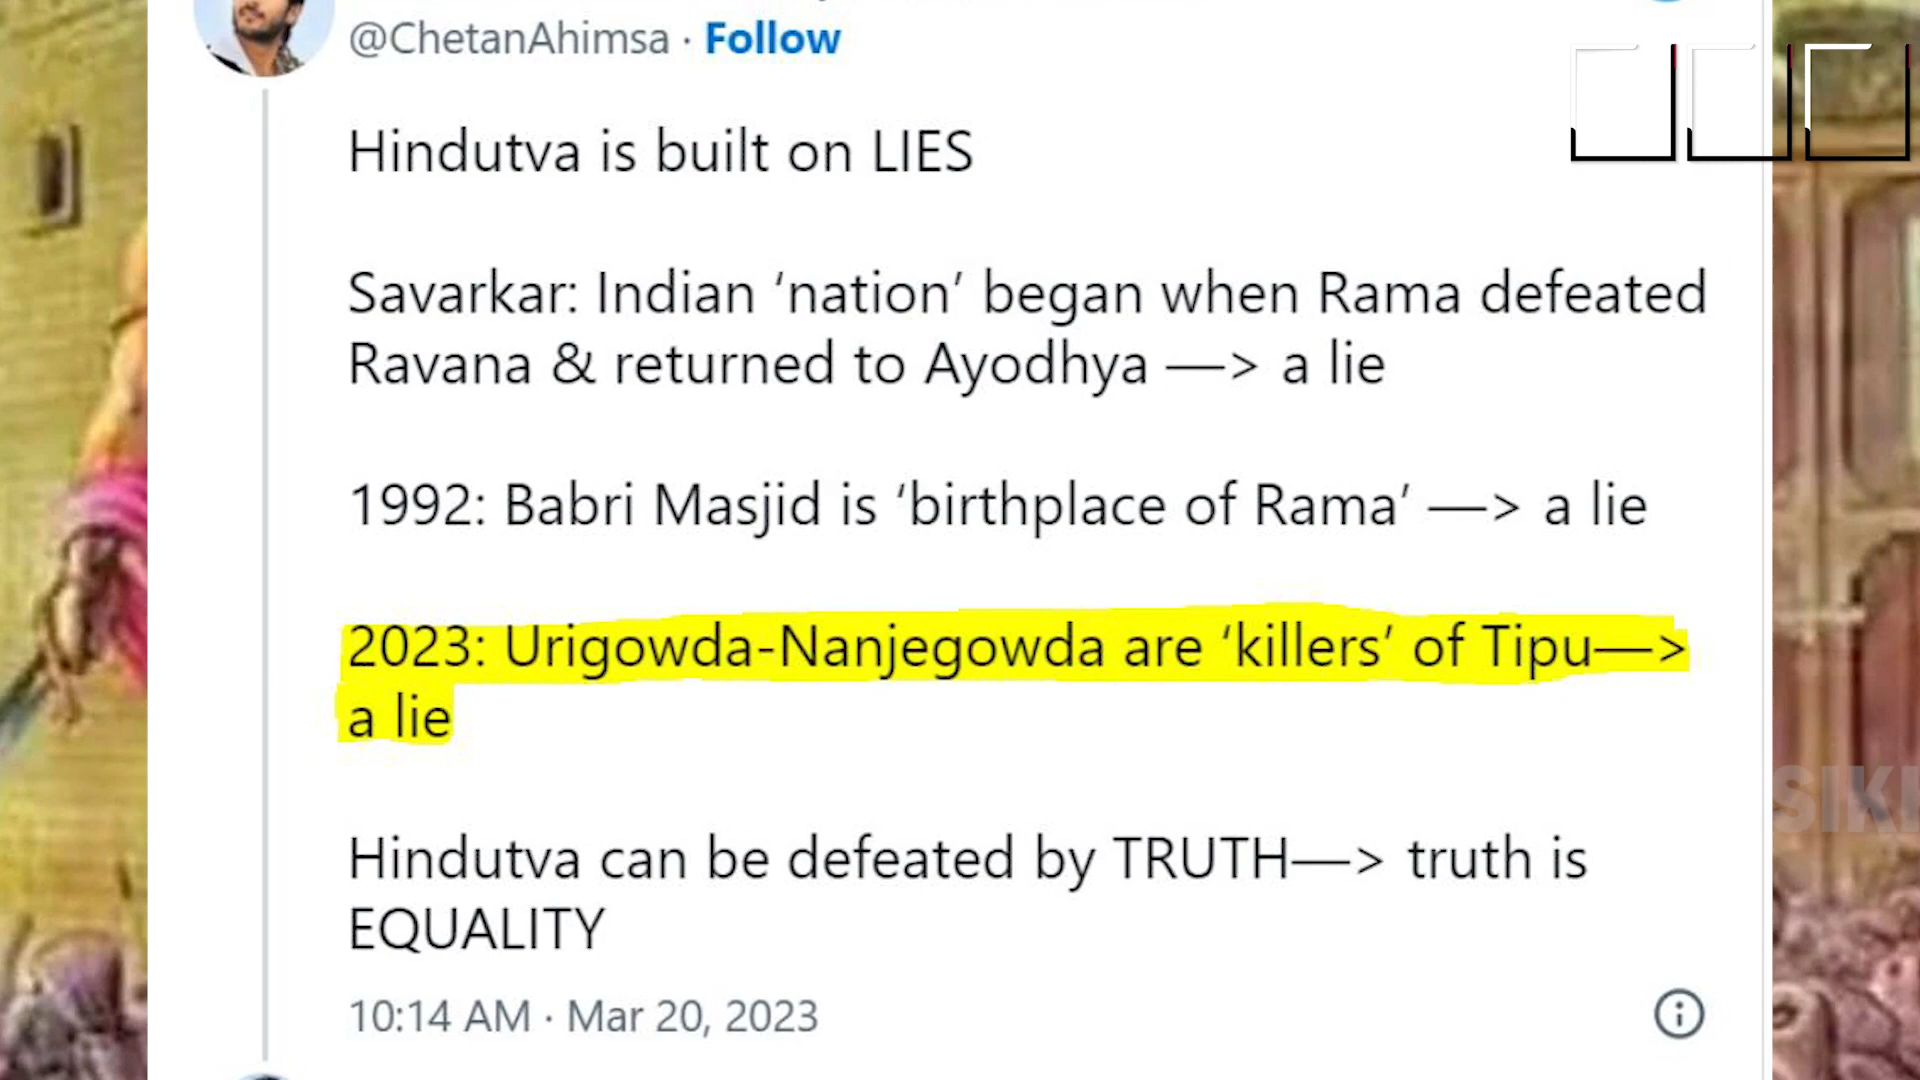 @ChetanAhimsa · Follow
Hindutva is built on LIES
Savarkar: Indian ‘nation’ began when Rama defeated
Ravana & returned to Ayodhya —> a lie
1992: Babri Masjid is ‘birthplace of Rama’ —> a lie
2023: Urigowda-Nanjegowda are ‘killers’ of Tipu—>
a lie
Hindutva can be defeated by TRUTH—> truth is
EQUALITY
10:14 AM · Mar 20, 2023